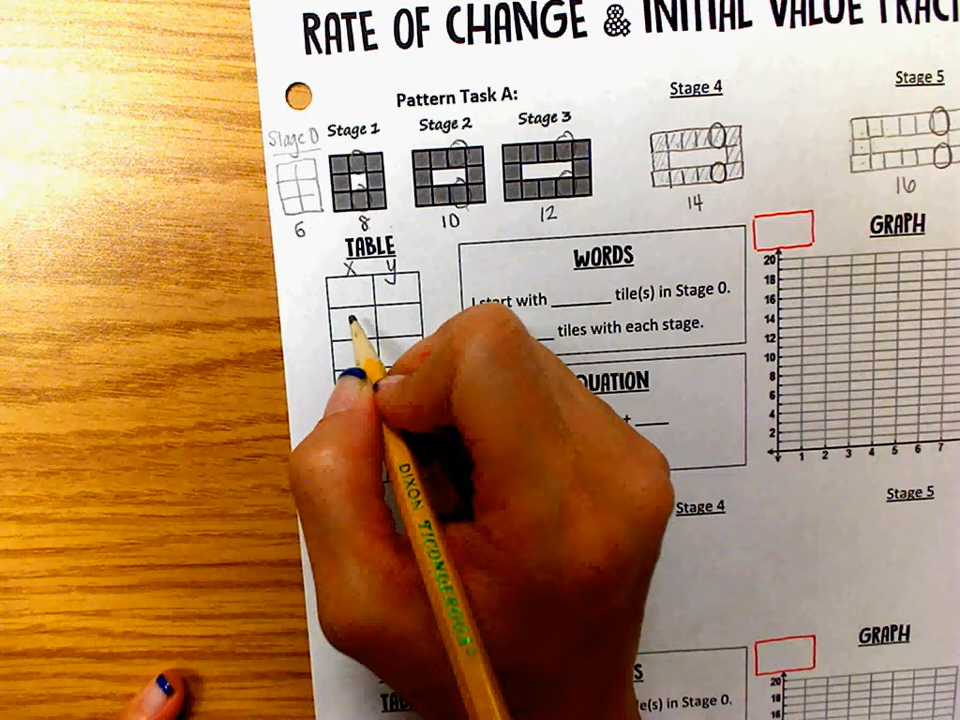 RATE OF CHANGE & INITIAL VALUE
Pattern Task A:
Stage 0 Stage 1 Stage 2 Stage 3 Stage 4 Stage 5
6 8 10 12 14 16
TABLE
x y
WORDS
start with ______ tile(s) in Stage 0.
____ tiles with each stage.
+ ____
GRAPH
20
18
16
14
12
10
8
6
4
2
1 2 3 4 5 6 7
DIXON TICONDEROGA
Stage 4 Stage 5
GRAPH
20
18
16
(s) in Stage 0.